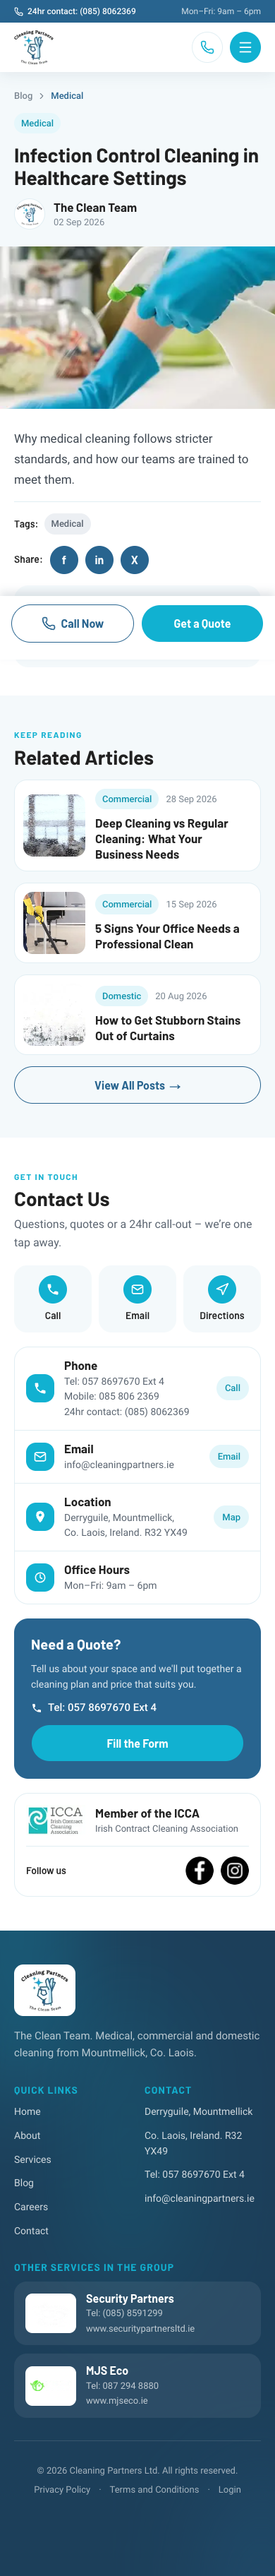 24hr contact: (085) 8062369
Mon–Fri: 9am – 6pm
Cleaning Partners
The Clean Team
Blog > Medical
Medical
Infection Control Cleaning in
Healthcare Settings
The Clean Team
02 Sep 2026
Why medical cleaning follows stricter
standards, and how our teams are trained to
meet them.
Tags: Medical
Share: f in X
Call Now
Get a Quote
KEEP READING
Related Articles
Commercial 28 Sep 2026
Deep Cleaning vs Regular
Cleaning: What Your
Business Needs
Commercial 15 Sep 2026
5 Signs Your Office Needs a
Professional Clean
Domestic 20 Aug 2026
How to Get Stubborn Stains
Out of Curtains
View All Posts →
GET IN TOUCH
Contact Us
Questions, quotes or a 24hr call-out – we're one
tap away.
Call
Email
Directions
Phone
Tel: 057 8697670 Ext 4
Mobile: 085 806 2369
24hr contact: (085) 8062369
Call
Email
info@cleaningpartners.ie
Email
Location
Derryguile, Mountmellick,
Co. Laois, Ireland. R32 YX49
Map
Office Hours
Mon–Fri: 9am – 6pm
Need a Quote?
Tell us about your space and we'll put together a
cleaning plan and price that suits you.
Tel: 057 8697670 Ext 4
Fill the Form
ICCA
Irish Contract
Cleaning
Association
Member of the ICCA
Irish Contract Cleaning Association
Follow us
Cleaning Partners
The Clean Team
The Clean Team. Medical, commercial and domestic
cleaning from Mountmellick, Co. Laois.
QUICK LINKS
Home
About
Services
Blog
Careers
Contact
CONTACT
Derryguile, Mountmellick
Co. Laois, Ireland. R32
YX49
Tel: 057 8697670 Ext 4
info@cleaningpartners.ie
OTHER SERVICES IN THE GROUP
Security Partners
Tel: (085) 8591299
www.securitypartnersltd.ie
MJS Eco
Tel: 087 294 8880
www.mjseco.ie
© 2026 Cleaning Partners Ltd. All rights reserved.
Privacy Policy · Terms and Conditions · Login